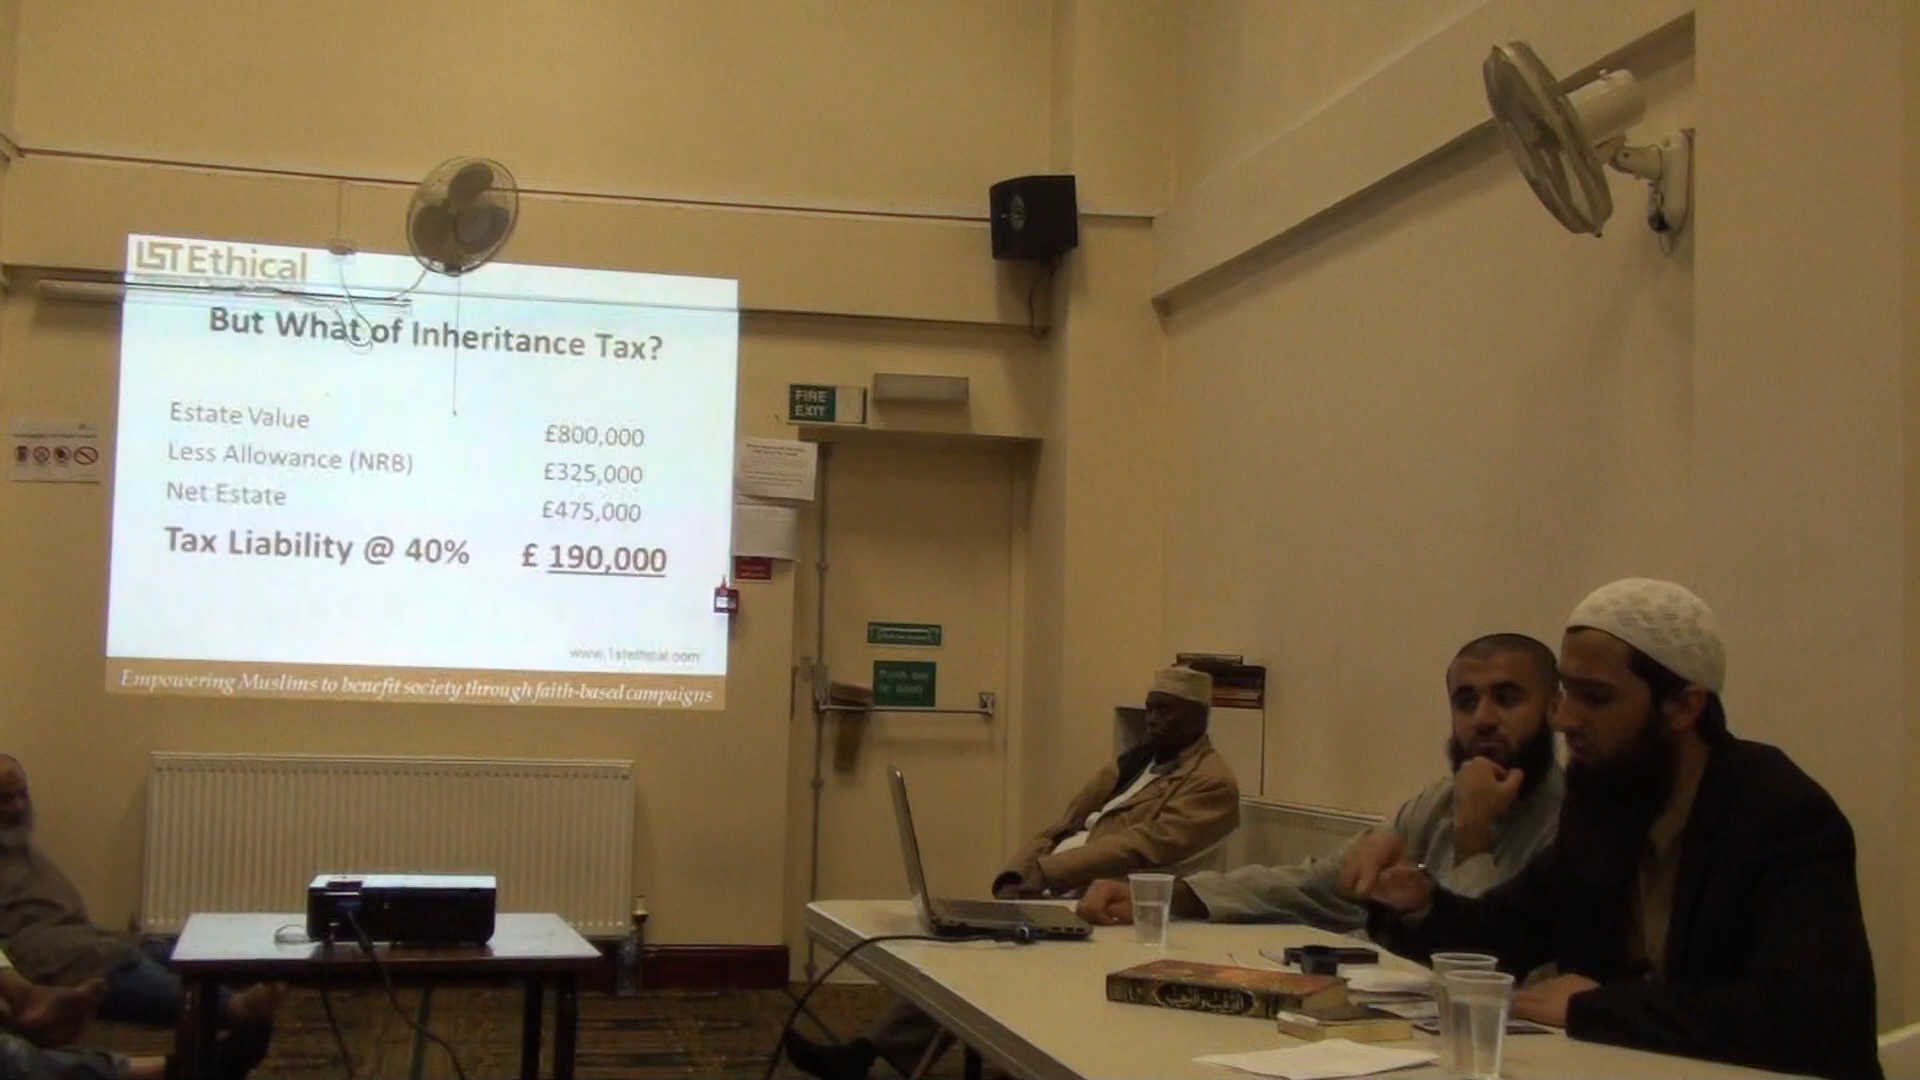 1ST Ethical
But What of Inheritance Tax?
Estate Value £800,000
Less Allowance (NRB) £325,000
Net Estate £475,000
Tax Liability @ 40% £ 190,000
www.1stethical.com
Empowering Muslims to benefit society through faith-based campaigns
FIRE
EXIT